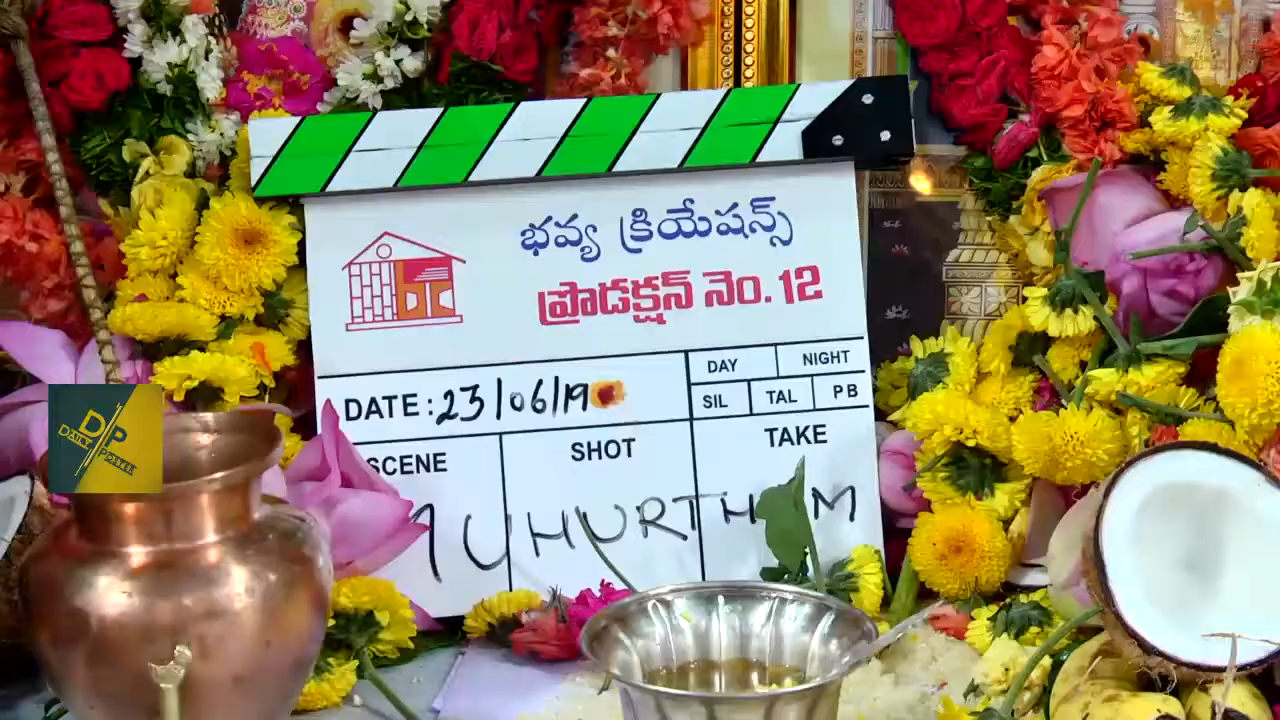 భవ్య క్రియేషన్స్
ప్రొడక్షన్ నెం. 12
DAY NIGHT
DATE: 23/06/19
SIL TAL P B
SCENE SHOT TAKE
MUHURTHAM
DP
DAILY POSTER